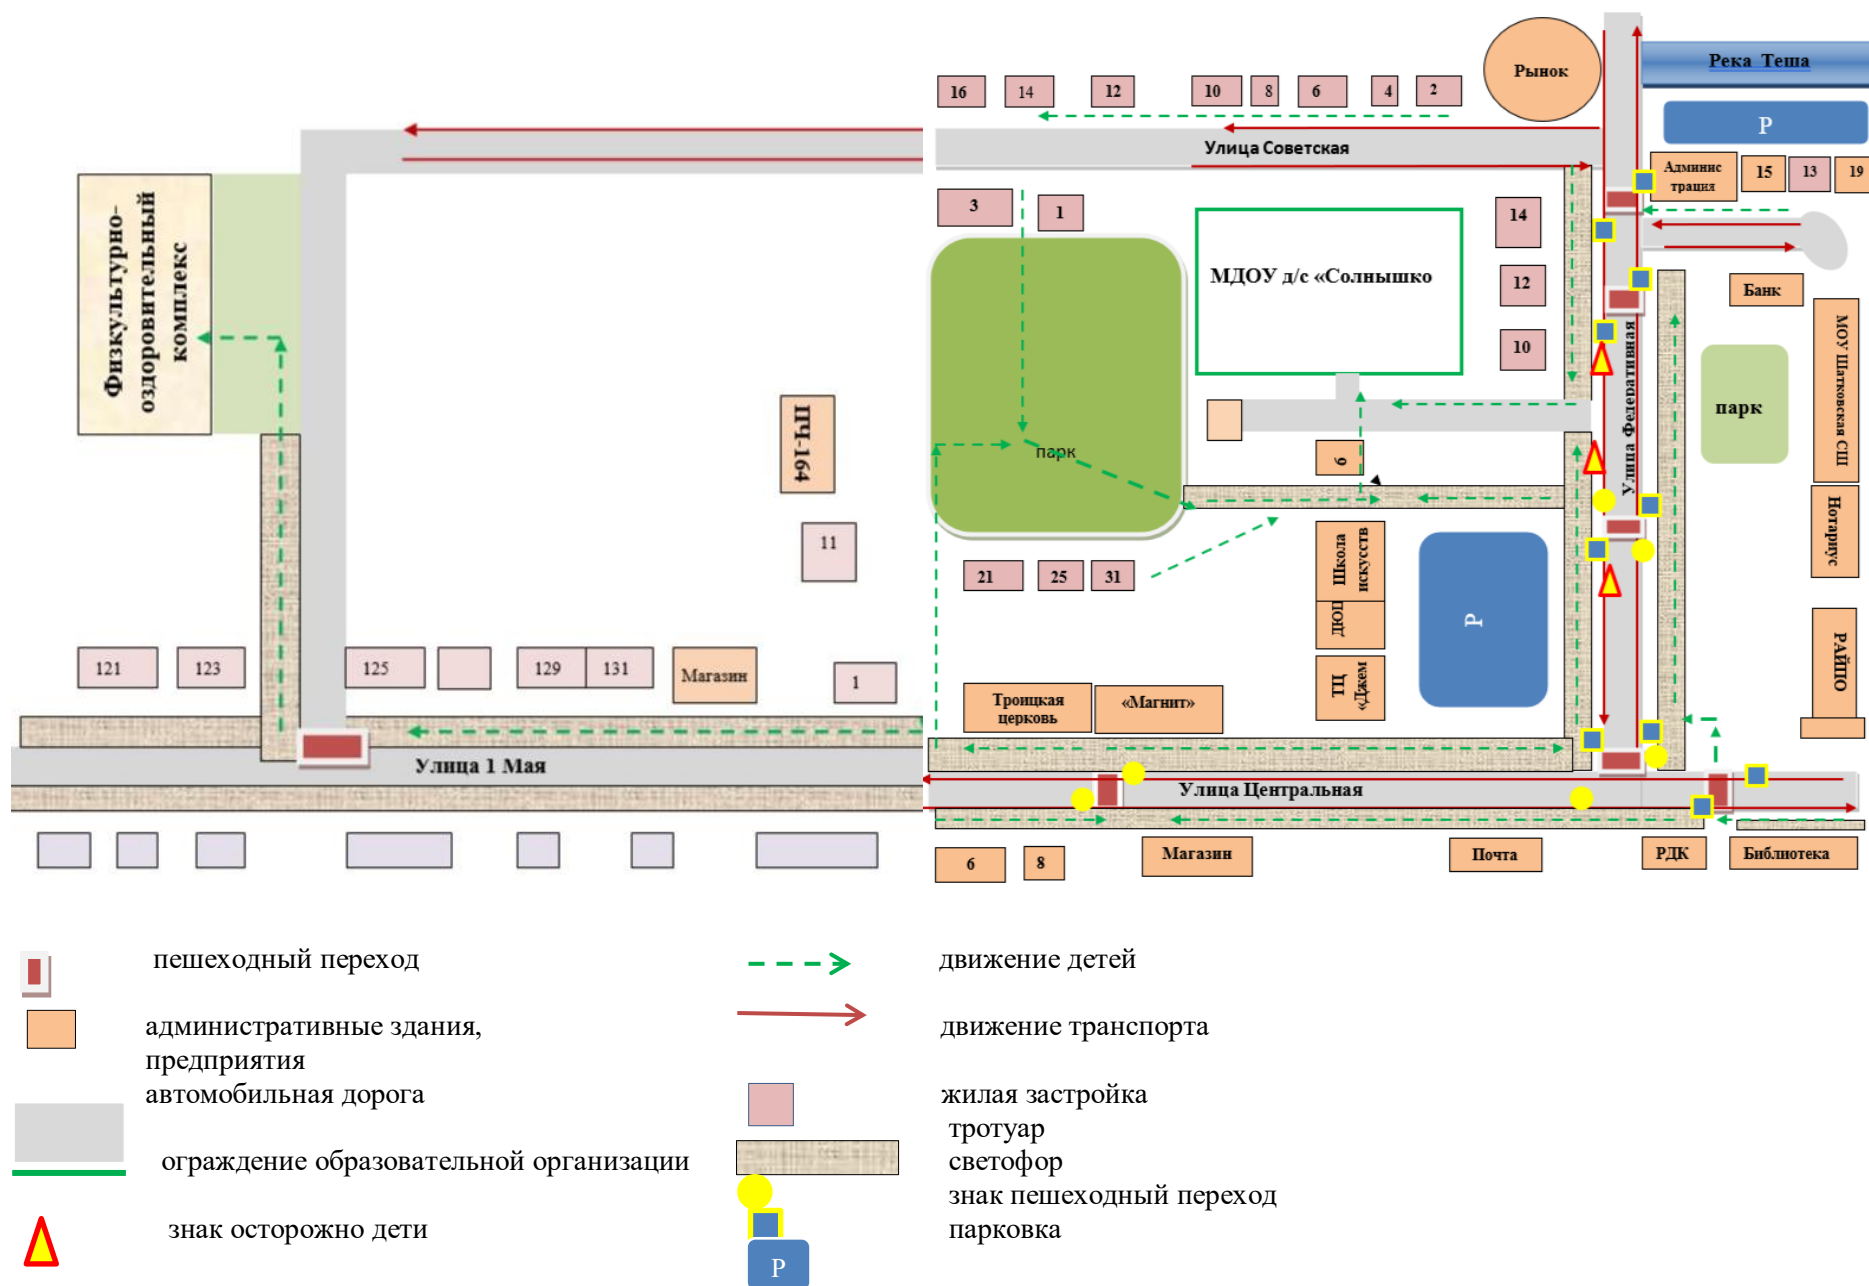 Рынок
Река Теша
Р
16
14
12
10
8
6
4
2
Улица Советская
Админис
трация
15
13
19
Физкультурно-
оздоровительный
комплекс
3
1
14
МДОУ д/с «Солнышко
12
10
Банк
МОУ Шатковская СШ
парк
Улица Федеративная
ПЧ-164
парк
6
Нотариус
11
Школа
искусств
21
25
31
ДЮЦ
Р
РАЙПО
121
123
125
129
131
Магазин
1
ТЦ
«Джем
Троицкая
церковь
«Магнит»
Улица 1 Мая
Улица Центральная
6
8
Магазин
Почта
РДК
Библиотека
пешеходный переход
движение детей
административные здания,
предприятия
движение транспорта
автомобильная дорога
жилая застройка
тротуар
ограждение образовательной организации
светофор
знак пешеходный переход
знак осторожно дети
парковка
Р